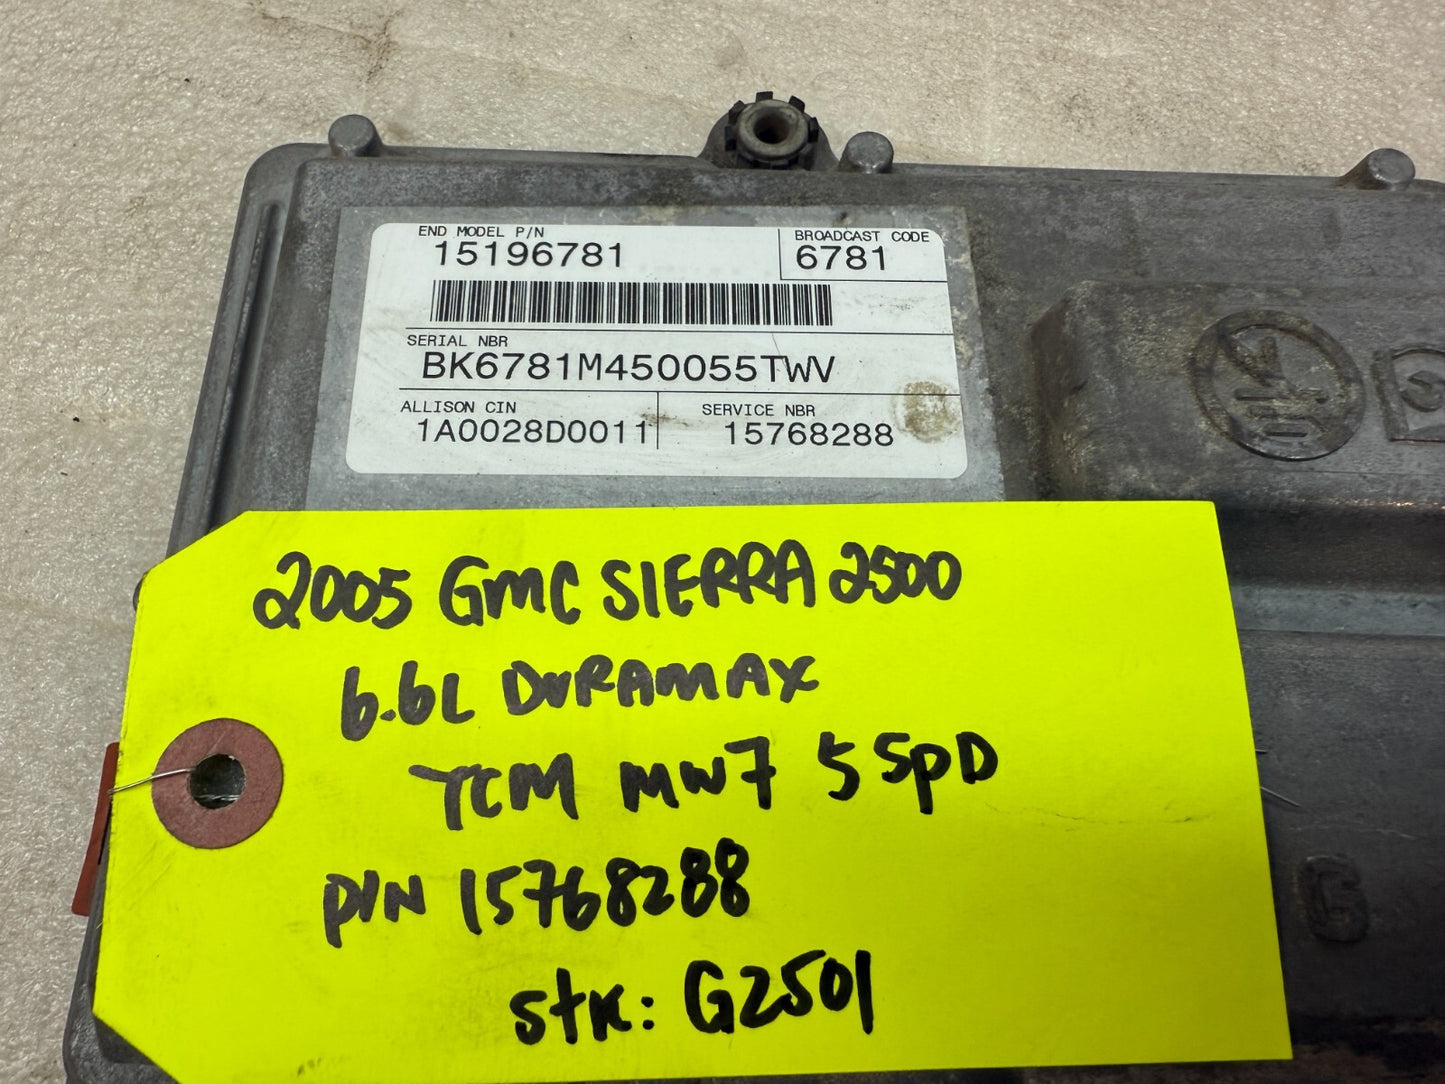 END MODEL P/N
15196781
BROADCAST CODE
6781
SERIAL NBR
BK6781M450055TWV
ALLISON CIN
1A0028D0011
SERVICE NBR
15768288
2005 GMC SIERRA 2500
6.6L DURAMAX
TCM MW7 5 SPD
P/N 15768288
Stk: G2501
G